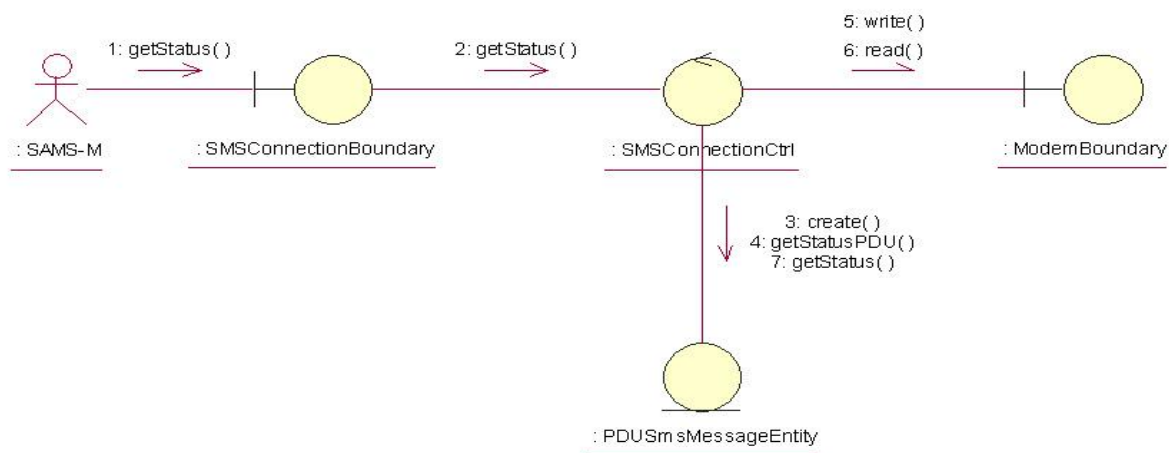 5: write( )
1: getStatus( )
2: getStatus( )
6: read( )
: SAMS-M
: SMSConnectionBoundary
: SMSConnectionCtrl
: ModemBoundary
3: create( )
4: getStatusPDU( )
7: getStatus( )
: PDUSmsMessageEntity